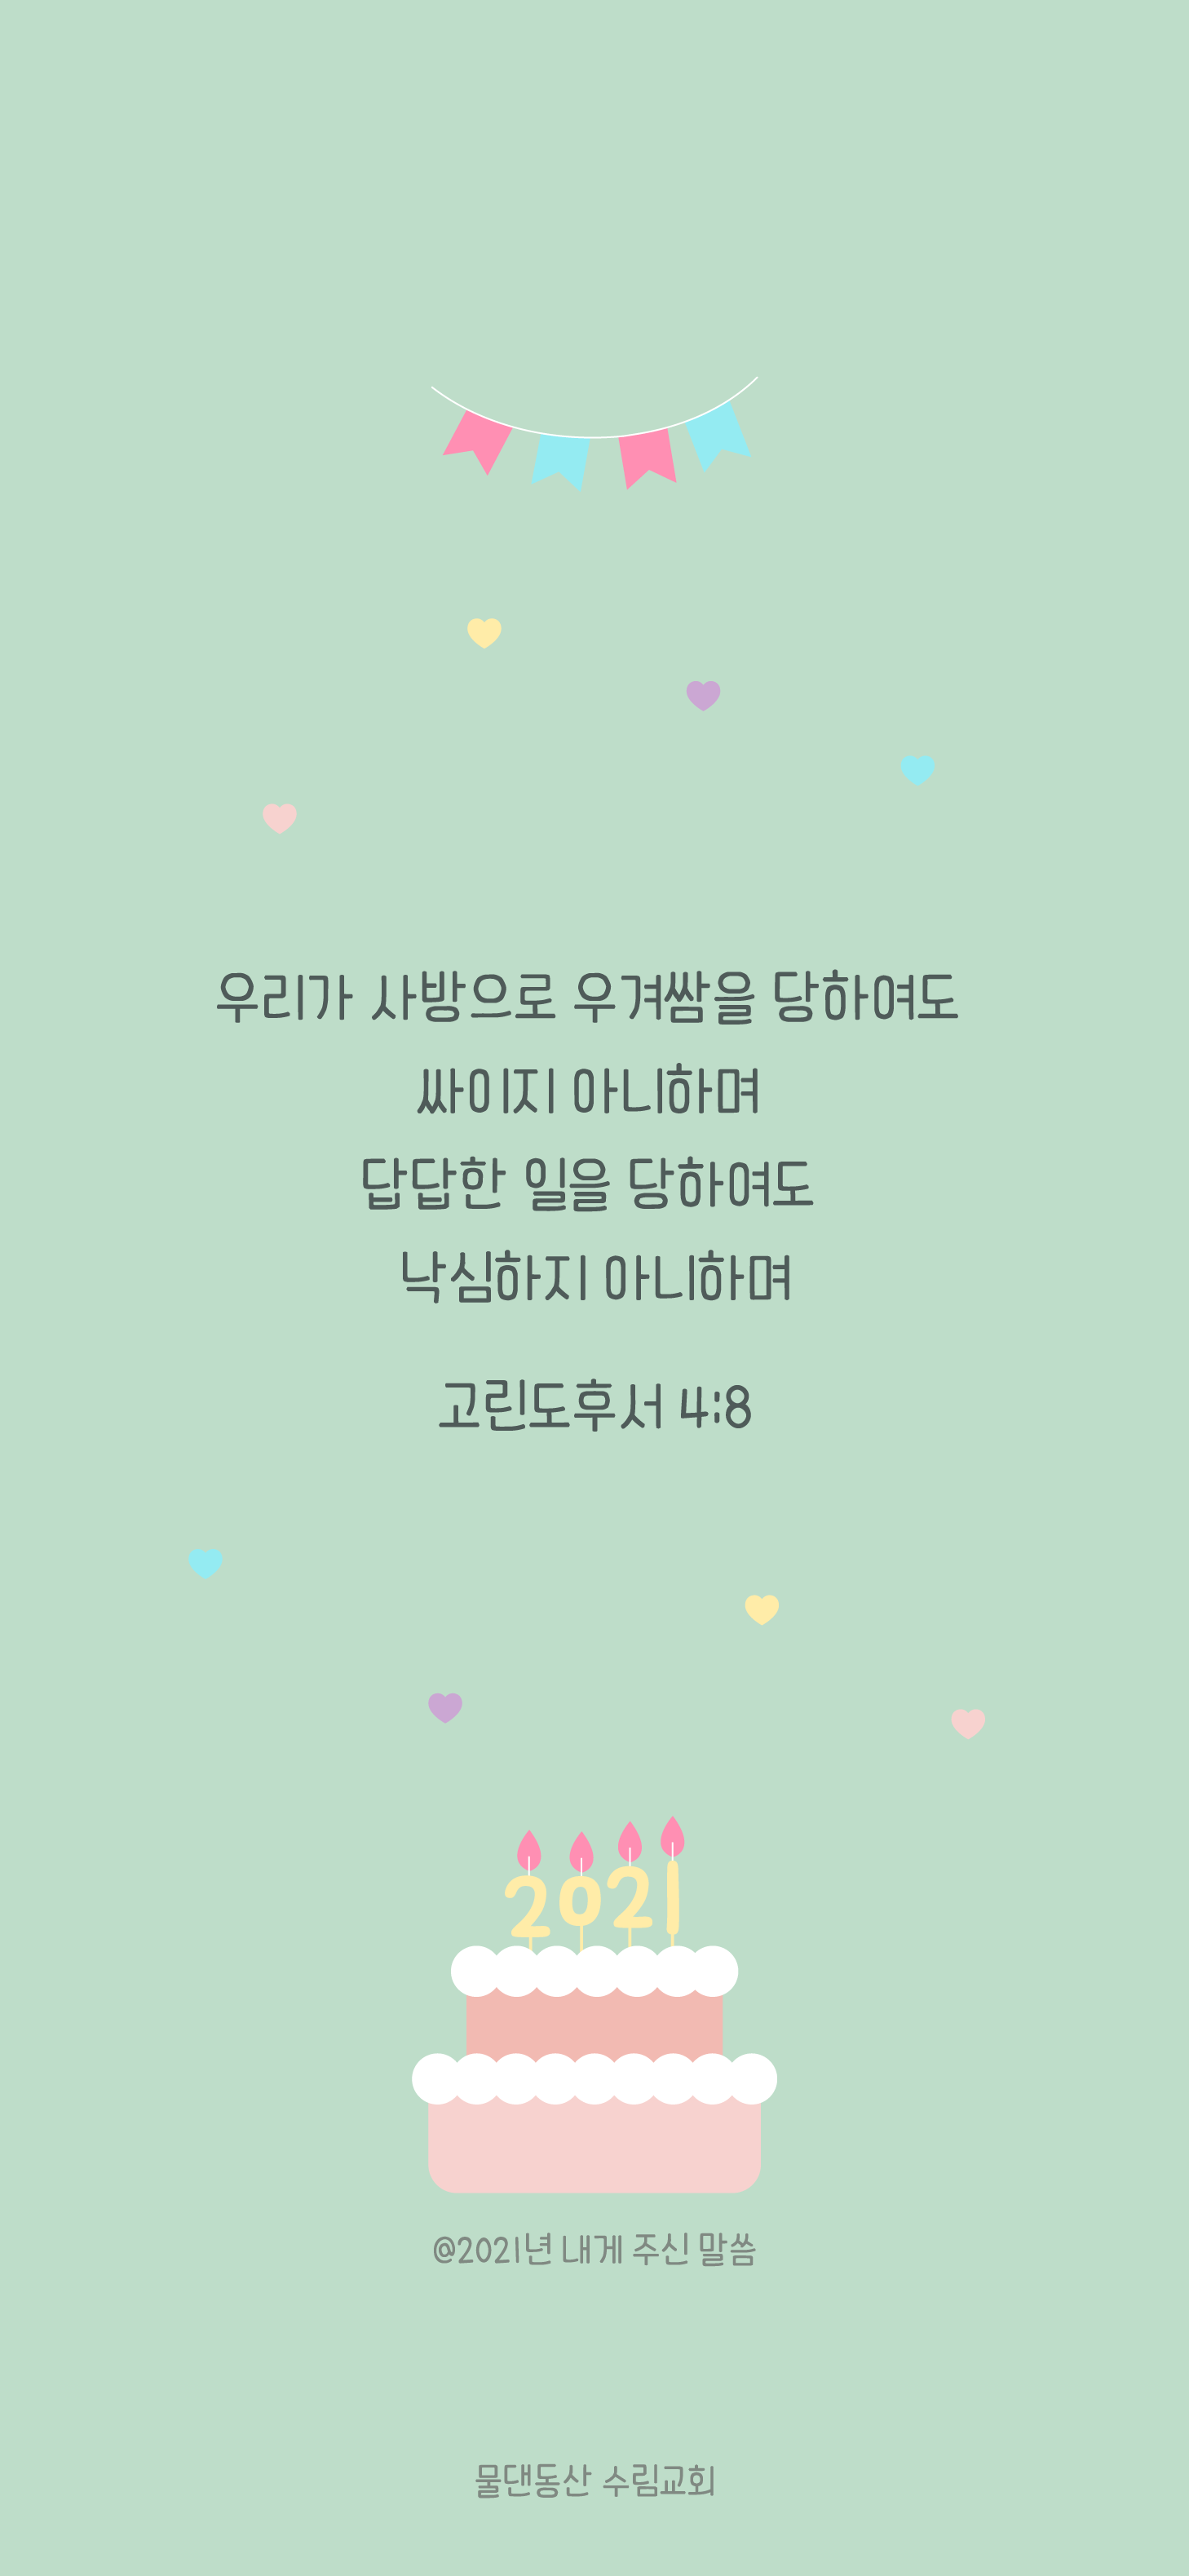 우리가 사방으로 우겨쌈을 당하여도
싸이지 아니하며
답답한 일을 당하여도
낙심하지 아니하며
고린도후서 4:8
2021
@2021년 내게 주신 말씀
물댄동산 수림교회